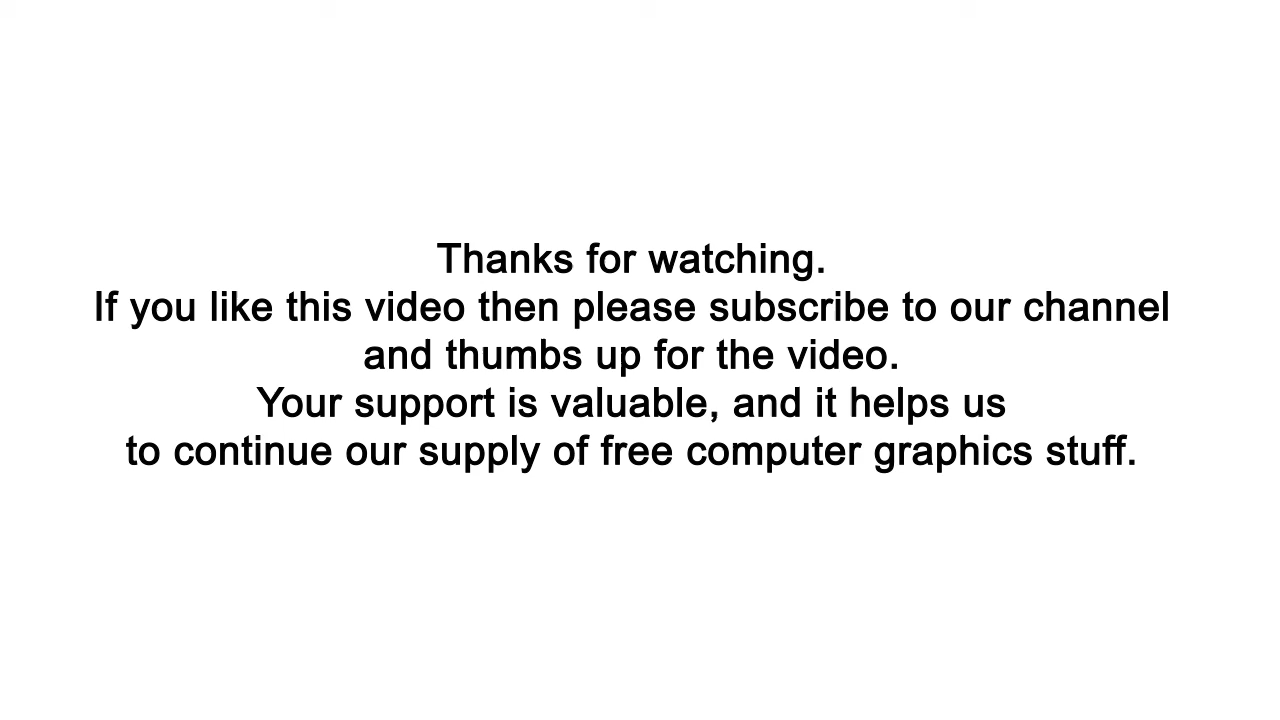 Thanks for watching.
If you like this video then please subscribe to our channel
and thumbs up for the video.
Your support is valuable, and it helps us
to continue our supply of free computer graphics stuff.